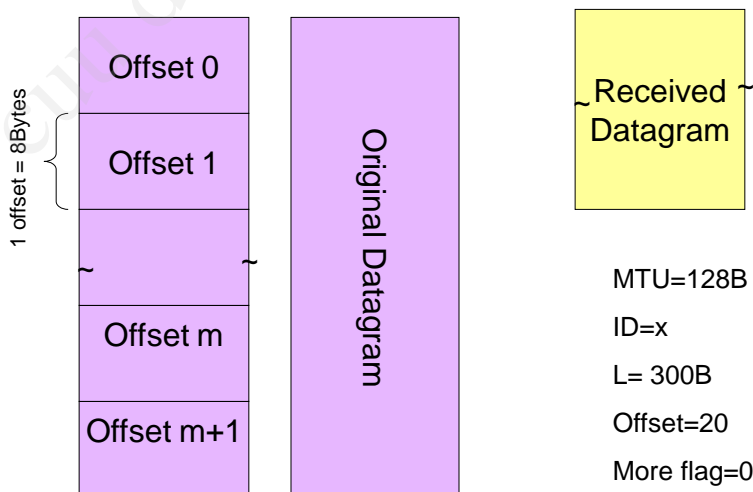 Offset 0
Offset 1
1 offset = 8Bytes
~
~
Offset m
Offset m+1
Original Datagram
~
~
Received
Datagram
MTU=128B
ID=x
L= 300B
Offset=20
More flag=0